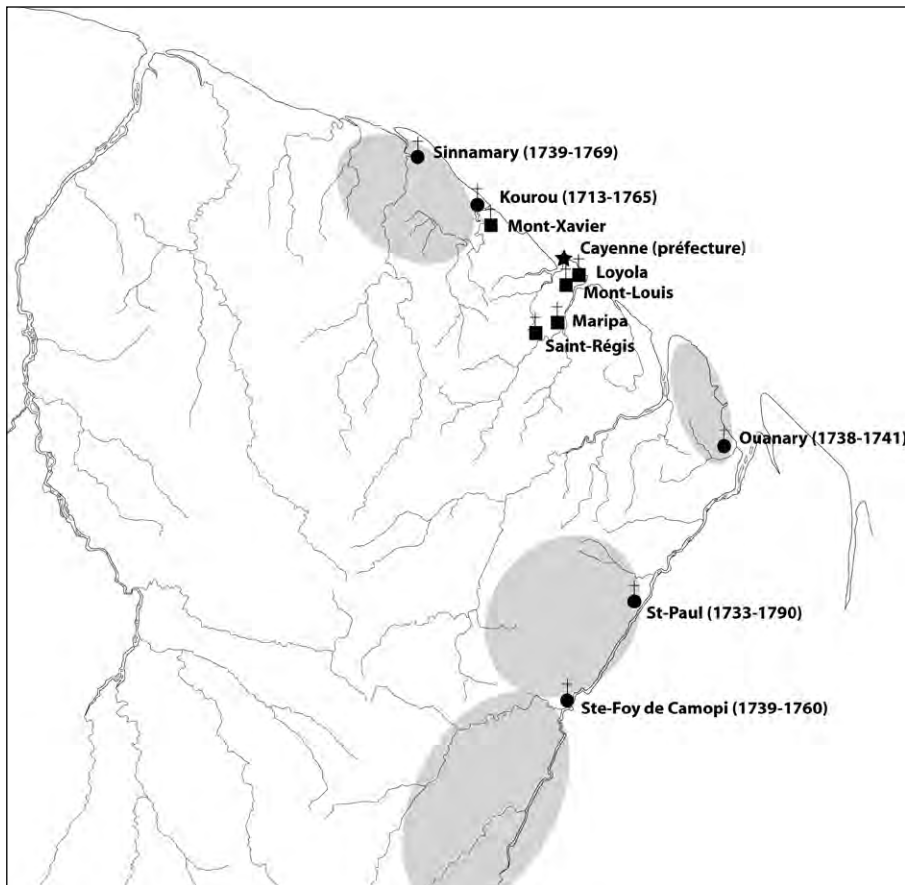 Sinnamary (1739-1769)
Kourou (1713-1765)
Mont-Xavier
Cayenne (préfecture)
Loyola
Mont-Louis
Maripa
Saint-Régis
Ouanary (1738-1741)
St-Paul (1733-1790)
Ste-Foy de Camopi (1739-1760)